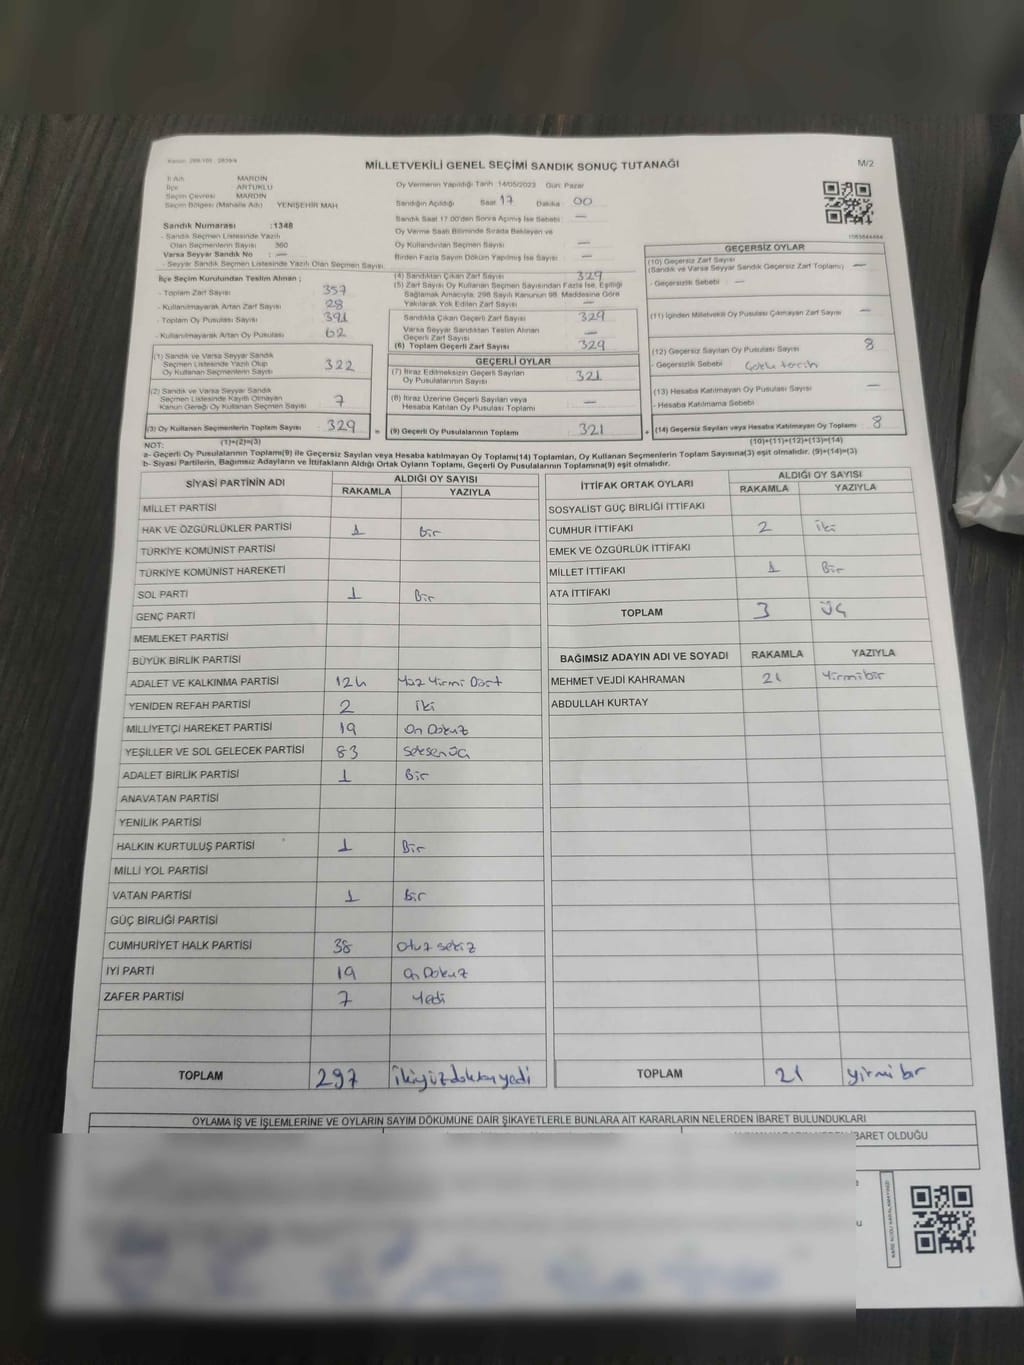 Kanun: 298/105 - 2839/4
MİLLETVEKİLİ GENEL SEÇİMİ SANDIK SONUÇ TUTANAĞI
M/2
İl Adı MARDİN
İlçe ARTUKLU
Seçim Çevresi MARDİN
Seçim Bölgesi (Mahalle Adı) YENİŞEHİR MAH
Oy Vermenin Yapıldığı Tarih :14/05/2023 Gün: Pazar
Sandığın Açıldığı Saat 17 Dakika 00
Sandık Saat 17.00'den Sonra Açılmış İse Sebebi: —
Oy Verme Saati Bitiminde Sırada Bekleyen ve
Oy Kullandırılan Seçmen Sayısı —
Birden Fazla Sayım Döküm Yapılmış İse Sayısı —
Sandık Numarası :1348
- Sandık Seçmen Listesinde Yazılı
Olan Seçmenlerin Sayısı 360
Varsa Seyyar Sandık No : —
- Seyyar Sandık Seçmen Listesinde Yazılı Olan Seçmen Sayısı:
İlçe Seçim Kurulundan Teslim Alınan ;
- Toplam Zarf Sayısı 357
- Kullanılmayarak Artan Zarf Sayısı 28
- Toplam Oy Pusulası Sayısı 391
- Kullanılmayarak Artan Oy Pusulası 62
(1) Sandık ve Varsa Seyyar Sandık
Seçmen Listesinde Yazılı Olup
Oy Kullanan Seçmenlerin Sayısı 322
(2) Sandık ve Varsa Seyyar Sandık
Seçmen Listesinde Kayıtlı Olmayan
Kanun Gereği Oy Kullanan Seçmen Sayısı 7
(3) Oy Kullanan Seçmenlerin Toplam Sayısı 329
(1)+(2)=(3)
(4) Sandıktan Çıkan Zarf Sayısı 329
(5) Zarf Sayısı Oy Kullanan Seçmen Sayısından Fazla İse, Eşitliği
Sağlamak Amacıyla, 298 Sayılı Kanunun 98. Maddesine Göre
Yakılarak Yok Edilen Zarf Sayısı —
Sandıkta Çıkan Geçerli Zarf Sayısı 329
Varsa Seyyar Sandıktan Teslim Alınan
Geçerli Zarf Sayısı —
(6) Toplam Geçerli Zarf Sayısı 329
GEÇERLİ OYLAR
(7) İtiraz Edilmeksizin Geçerli Sayılan
Oy Pusulalarının Sayısı 321
(8) İtiraz Üzerine Geçerli Sayılan veya
Hesaba Katılan Oy Pusulası Toplamı —
= (9) Geçerli Oy Pusulalarının Toplamı 321 +
GEÇERSİZ OYLAR
(10) Geçersiz Zarf Sayısı
(Sandık ve Varsa Seyyar Sandık Geçersiz Zarf Toplamı) —
- Geçersizlik Sebebi —
(11) İçinden Milletvekili Oy Pusulası Çıkmayan Zarf Sayısı —
(12) Geçersiz Sayılan Oy Pusulası Sayısı 8
- Geçersizlik Sebebi
(13) Hesaba Katılmayan Oy Pusulası Sayısı —
- Hesaba Katılmama Sebebi
(14) Geçersiz Sayılan veya Hesaba Katılmayan Oy Toplamı 8
(10)+(11)+(12)+(13)=(14)
NOT:
a- Geçerli Oy Pusulalarının Toplamı(9) ile Geçersiz Sayılan veya Hesaba katılmayan Oy Toplamı(14) Toplamları, Oy Kullanan Seçmenlerin Toplam Sayısına(3) eşit olmalıdır. (9)+(14)=(3)
b- Siyasi Partilerin, Bağımsız Adayların ve İttifakların Aldığı Ortak Oyların Toplamı, Geçerli Oy Pusulalarının Toplamına(9) eşit olmalıdır.
SİYASİ PARTİNİN ADI ALDIĞI OY SAYISI
RAKAMLA YAZIYLA
MİLLET PARTİSİ
HAK VE ÖZGÜRLÜKLER PARTİSİ 1 Bir
TÜRKİYE KOMÜNİST PARTİSİ
TÜRKİYE KOMÜNİST HAREKETİ
SOL PARTİ 1 Bir
GENÇ PARTİ
MEMLEKET PARTİSİ
BÜYÜK BİRLİK PARTİSİ
ADALET VE KALKINMA PARTİSİ 124 Yüz Yirmi Dört
YENİDEN REFAH PARTİSİ 2 iki
MİLLİYETÇİ HAREKET PARTİSİ 19 On Dokuz
YEŞİLLER VE SOL GELECEK PARTİSİ 83 Seksen üç
ADALET BİRLİK PARTİSİ 1 Bir
ANAVATAN PARTİSİ
YENİLİK PARTİSİ
HALKIN KURTULUŞ PARTİSİ 1 Bir
MİLLİ YOL PARTİSİ
VATAN PARTİSİ 1 Bir
GÜÇ BİRLİĞİ PARTİSİ
CUMHURİYET HALK PARTİSİ 38 Otuz sekiz
İYİ PARTİ 19 On Dokuz
ZAFER PARTİSİ 7 Yedi
TOPLAM 297 ikiyüzdoksanyedi
İTTİFAK ORTAK OYLARI ALDIĞI OY SAYISI
RAKAMLA YAZIYLA
SOSYALİST GÜÇ BİRLİĞİ İTTİFAKI
CUMHUR İTTİFAKI 2 iki
EMEK VE ÖZGÜRLÜK İTTİFAKI
MİLLET İTTİFAKI 1 Bir
ATA İTTİFAKI
TOPLAM 3 üç
BAĞIMSIZ ADAYIN ADI VE SOYADI RAKAMLA YAZIYLA
MEHMET VEJDİ KAHRAMAN 21 Yirmibir
ABDULLAH KURTAY
TOPLAM 21 yirmi bir
OYLAMA İŞ VE İŞLEMLERİNE VE OYLARIN SAYIM DÖKÜMÜNE DAİR ŞİKAYETLERLE BUNLARA AİT KARARLARIN NELERDEN İBARET BULUNDUKLARI
İBARET OLDUĞU